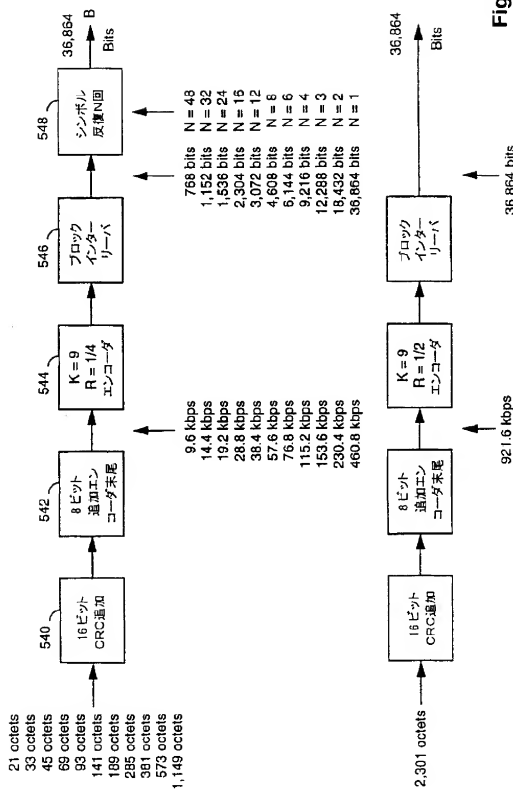 21 octets
33 octets
45 octets
69 octets
93 octets
141 octets
189 octets
285 octets
381 octets
573 octets
1,149 octets
540
16ビット
CRC追加
542
8ビット
追加エン
コーダ末尾
9.6 kbps
14.4 kbps
19.2 kbps
28.8 kbps
38.4 kbps
57.6 kbps
76.8 kbps
115.2 kbps
153.6 kbps
230.4 kbps
460.8 kbps
544
K = 9
R = 1/4
エンコーダ
546
ブロック
インター
リーバ
768 bits N = 48
1,152 bits N = 32
1,536 bits N = 24
2,304 bits N = 16
3,072 bits N = 12
4,608 bits N = 8
6,144 bits N = 6
9,216 bits N = 4
12,288 bits N = 3
18,432 bits N = 2
36,864 bits N = 1
548
シンボル
反復N回
36,864
B
Bits
2,301 octets
16ビット
CRC追加
8ビット
追加エン
コーダ末尾
921.6 kbps
K = 9
R = 1/2
エンコーダ
ブロック
インター
リーバ
36,864 bits
36,864
Bits
Fig